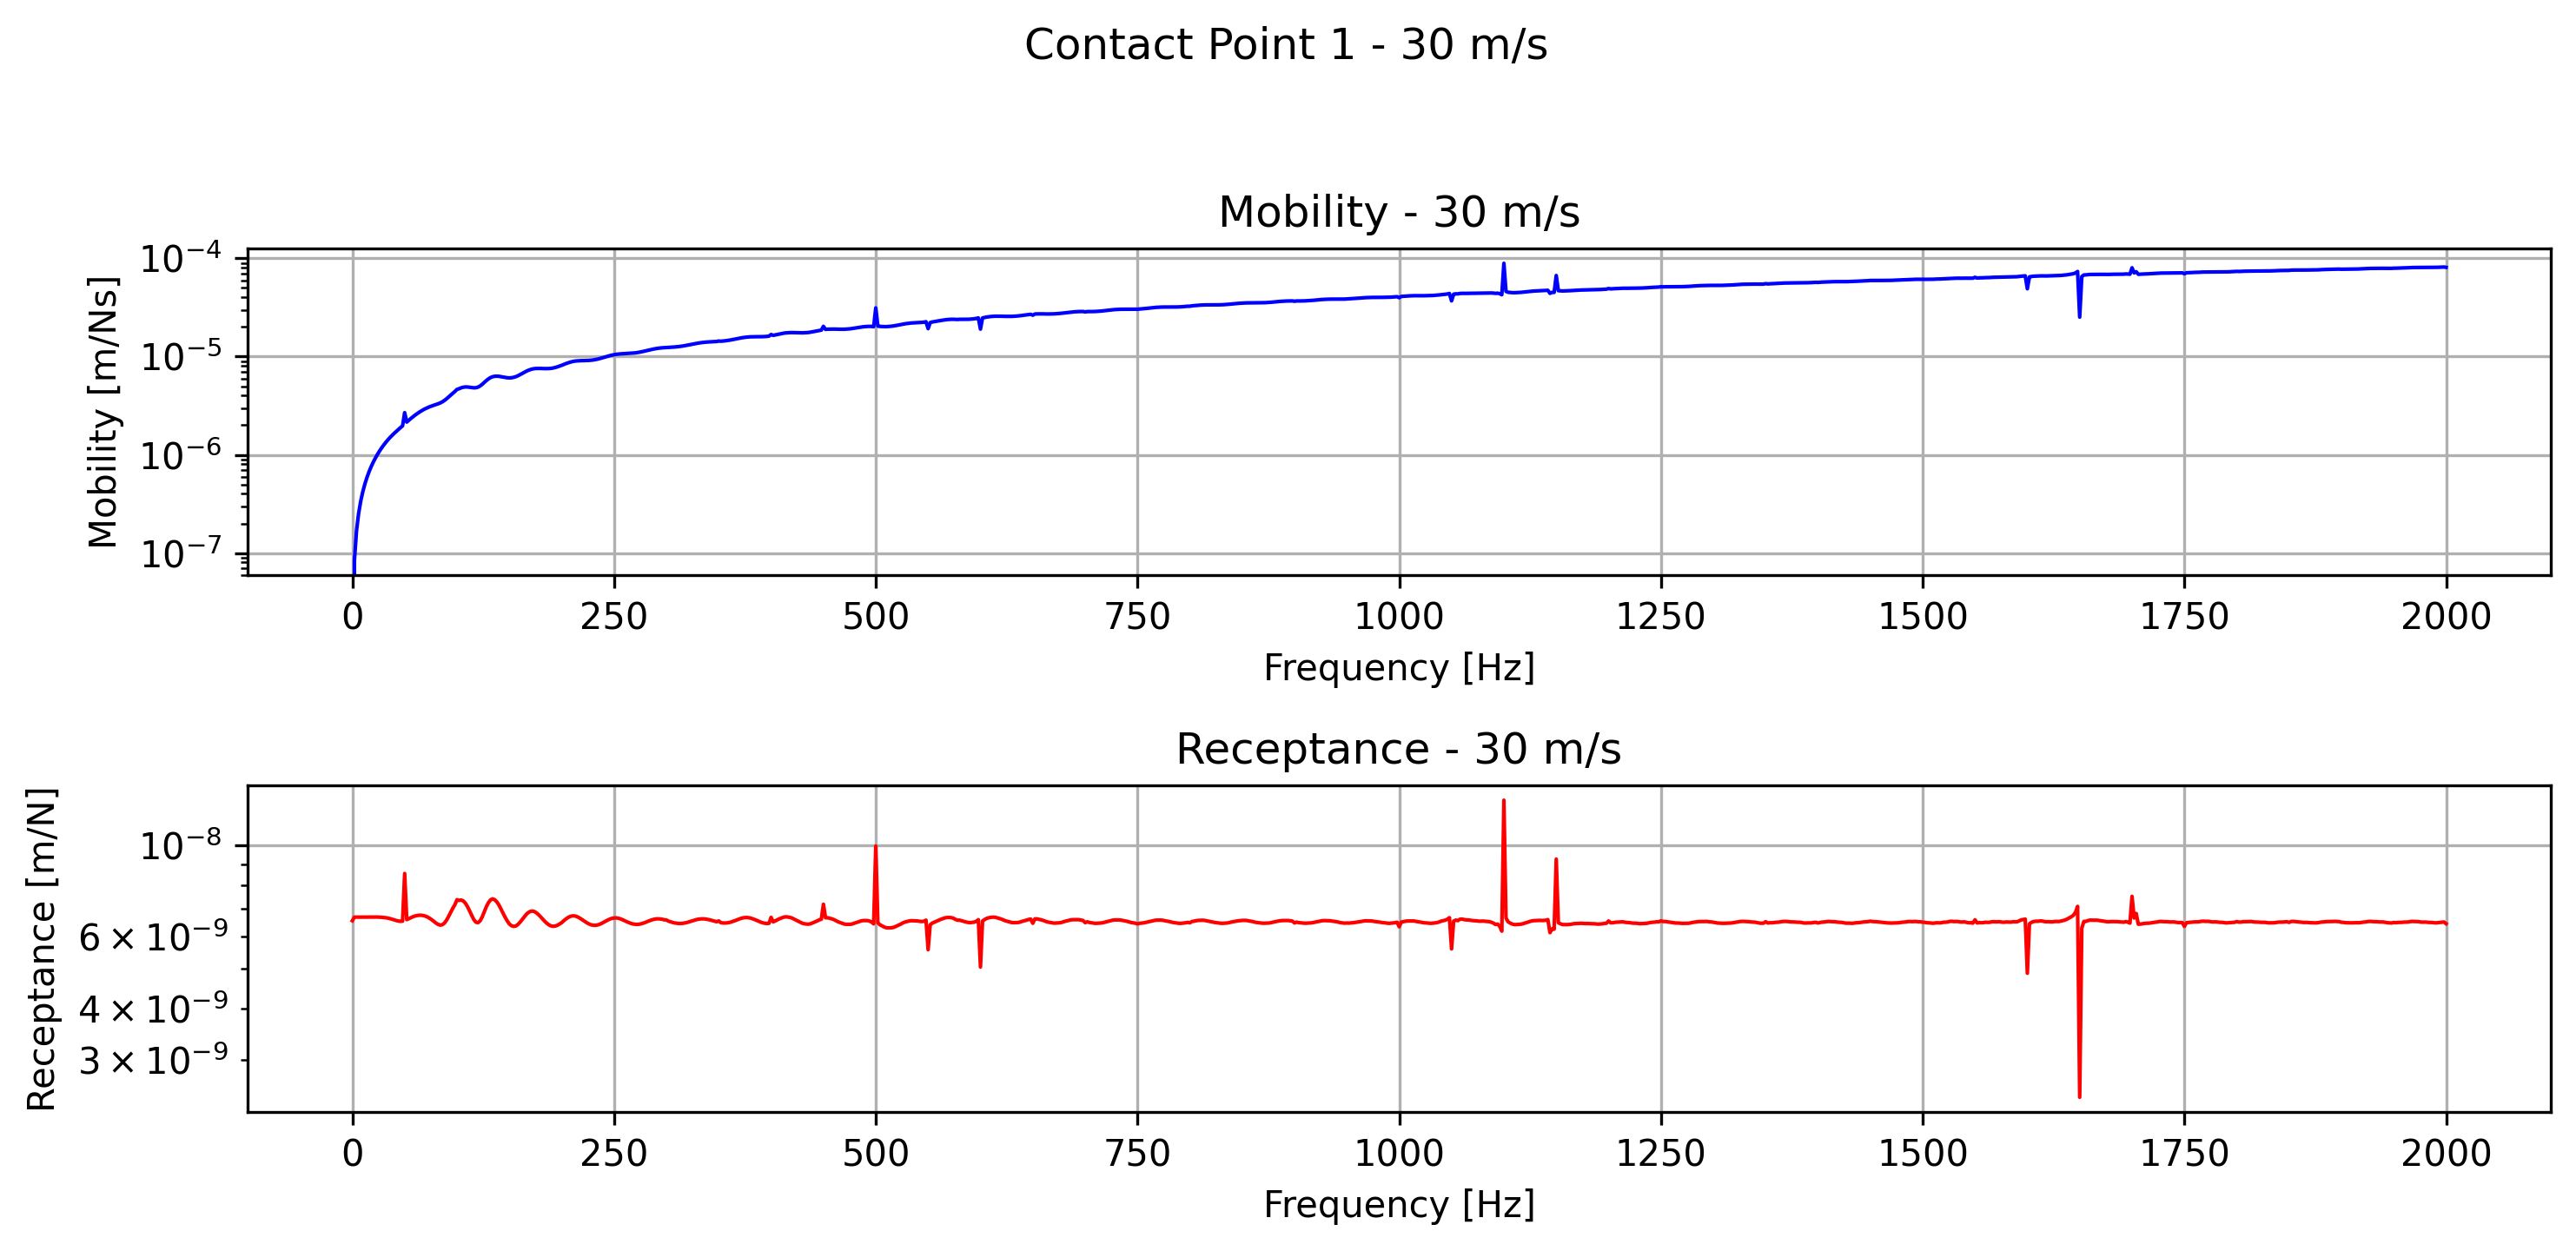 Contact Point 1 - 30 m/s
Mobility - 30 m/s
Mobility [m/Ns]
10⁻⁴
10⁻⁵
10⁻⁶
10⁻⁷
0 250 500 750 1000 1250 1500 1750 2000
Frequency [Hz]
Receptance - 30 m/s
Receptance [m/N]
10⁻⁸
6 × 10⁻⁹
4 × 10⁻⁹
3 × 10⁻⁹
0 250 500 750 1000 1250 1500 1750 2000
Frequency [Hz]